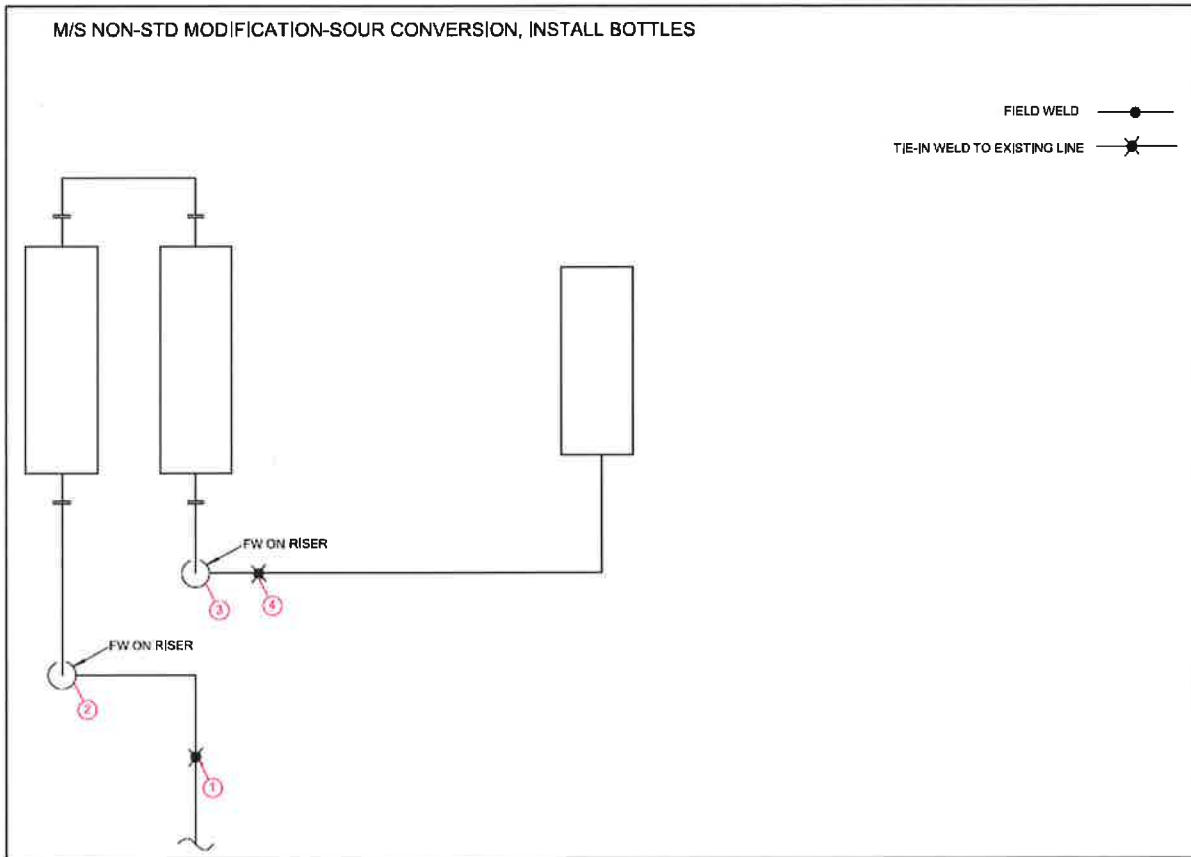 M/S NON-STD MODIFICATION-SOUR CONVERSION, INSTALL BOTTLES
FIELD WELD
TIE-IN WELD TO EXISTING LINE
FW ON RISER
3
4
FW ON RISER
2
1